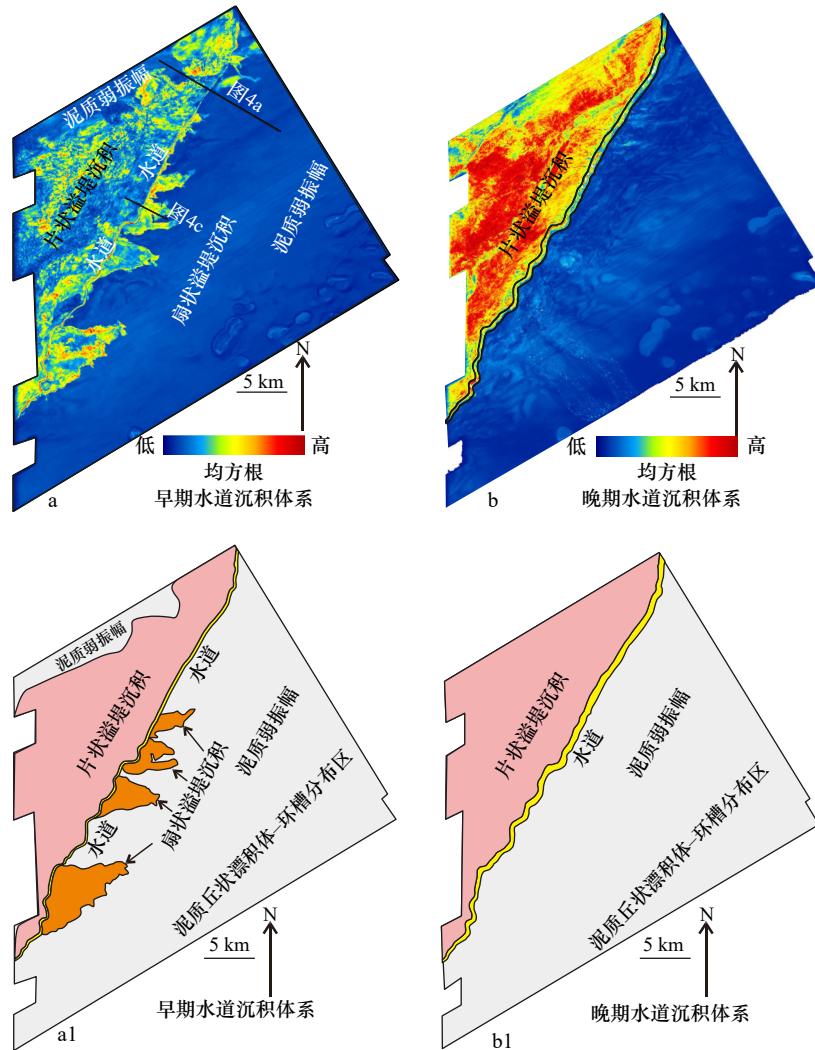 泥质弱振幅
图4a
水道
片状溢堤沉积
图4c
水道
扇状溢堤沉积
泥质弱振幅
N
5 km
低
高
均方根
a
早期水道沉积体系
片状溢堤沉积
N
5 km
低
高
均方根
b
晚期水道沉积体系
泥质弱振幅
水道
片状溢堤沉积
泥质弱振幅
扇状溢堤沉积
水道
泥质丘状漂积体–环槽分布区
N
5 km
早期水道沉积体系
a1
片状溢堤沉积
水道
泥质弱振幅
泥质丘状漂积体–环槽分布区
N
5 km
晚期水道沉积体系
b1